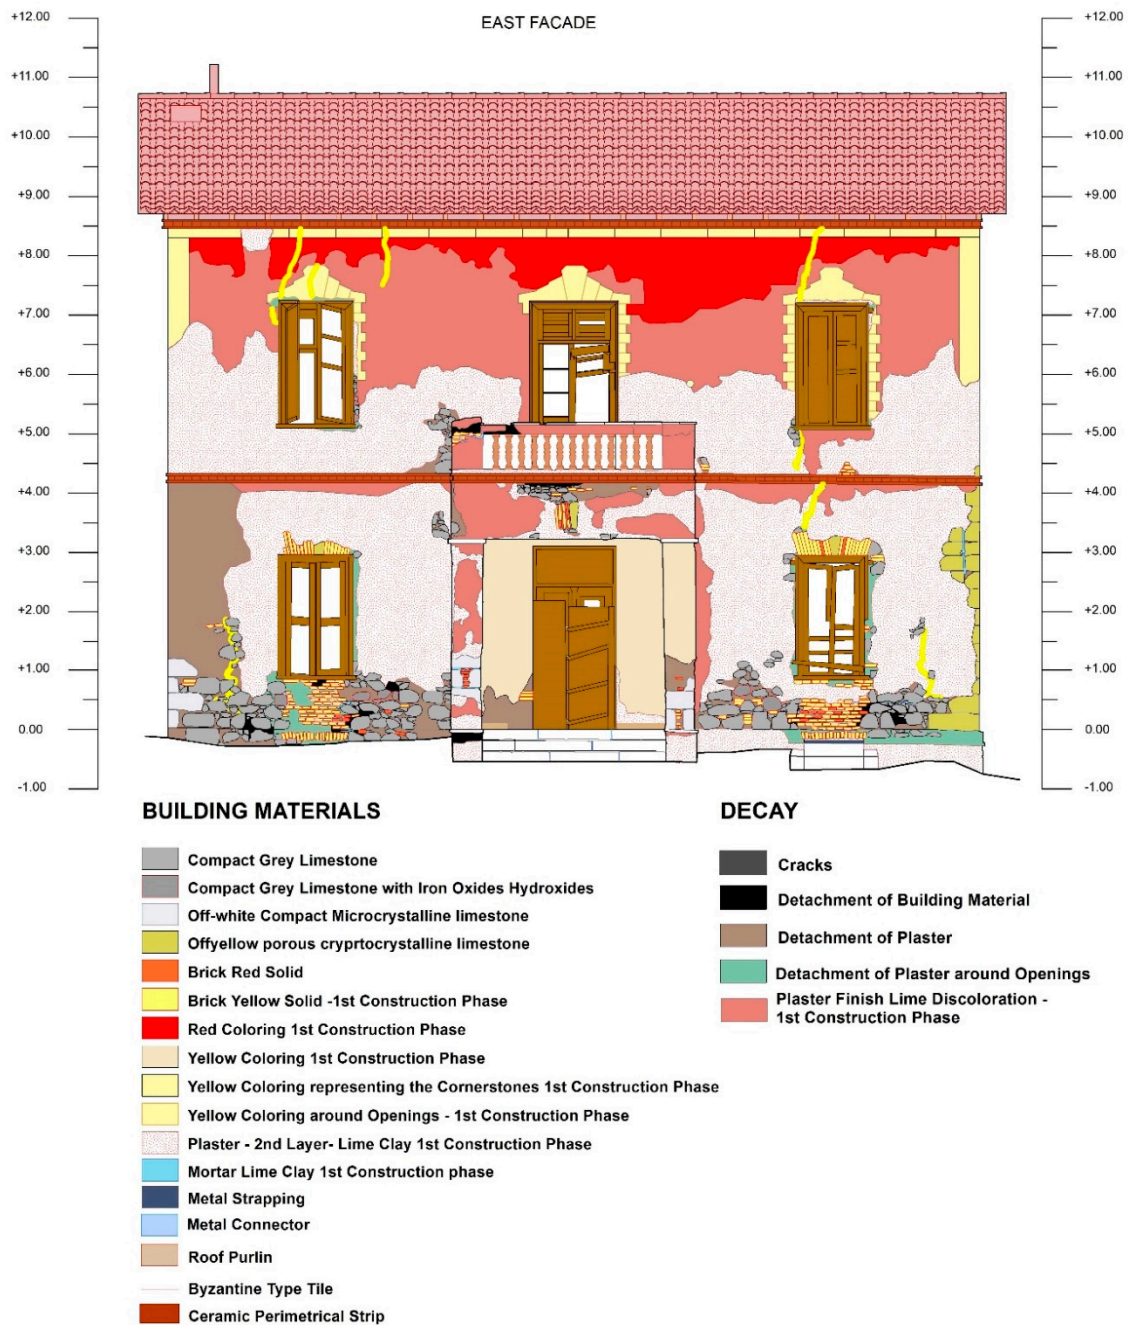 EAST FACADE
+12.00 +12.00
+11.00 +11.00
+10.00 +10.00
+9.00 +9.00
+8.00 +8.00
+7.00 +7.00
+6.00 +6.00
+5.00 +5.00
+4.00 +4.00
+3.00 +3.00
+2.00 +2.00
+1.00 +1.00
0.00 0.00
-1.00 -1.00
BUILDING MATERIALS
Compact Grey Limestone
Compact Grey Limestone with Iron Oxides Hydroxides
Off-white Compact Microcrystalline limestone
Offyellow porous cryprtocrystalline limestone
Brick Red Solid
Brick Yellow Solid -1st Construction Phase
Red Coloring 1st Construction Phase
Yellow Coloring 1st Construction Phase
Yellow Coloring representing the Cornerstones 1st Construction Phase
Yellow Coloring around Openings - 1st Construction Phase
Plaster - 2nd Layer- Lime Clay 1st Construction Phase
Mortar Lime Clay 1st Construction phase
Metal Strapping
Metal Connector
Roof Purlin
Byzantine Type Tile
Ceramic Perimetrical Strip
DECAY
Cracks
Detachment of Building Material
Detachment of Plaster
Detachment of Plaster around Openings
Plaster Finish Lime Discoloration -
1st Construction Phase